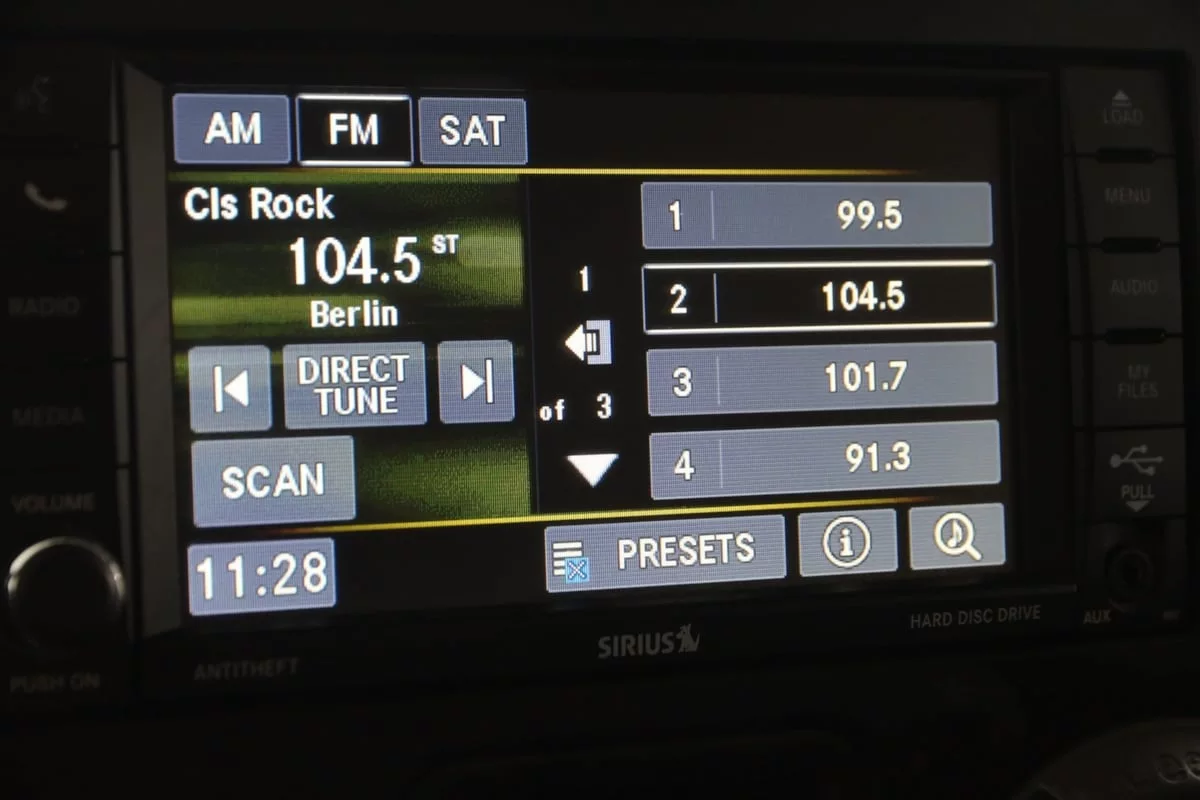 AM FM SAT
Cls Rock
104.5 ST
Berlin
DIRECT
TUNE
SCAN
11:28
1
of 3
1 99.5
2 104.5
3 101.7
4 91.3
PRESETS
i
SIRIUS
HARD DISC DRIVE
ANTITHEFT
RADIO
MEDIA
VOLUME
PUSH ON
LOAD
MENU
AUDIO
MY
FILES
PULL
AUX